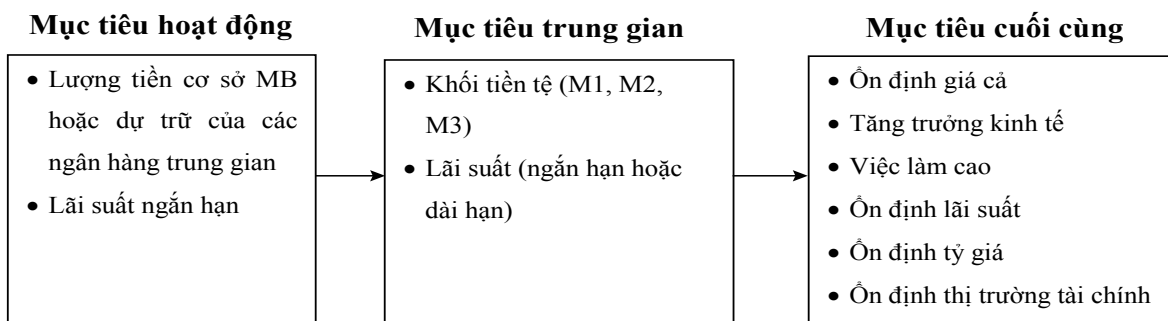 Mục tiêu hoạt động
• Lượng tiền cơ sở MB
hoặc dự trữ của các
ngân hàng trung gian
• Lãi suất ngắn hạn
Mục tiêu trung gian
• Khối tiền tệ (M1, M2,
M3)
• Lãi suất (ngắn hạn hoặc
dài hạn)
Mục tiêu cuối cùng
• Ổn định giá cả
• Tăng trưởng kinh tế
• Việc làm cao
• Ổn định lãi suất
• Ổn định tỷ giá
• Ổn định thị trường tài chính